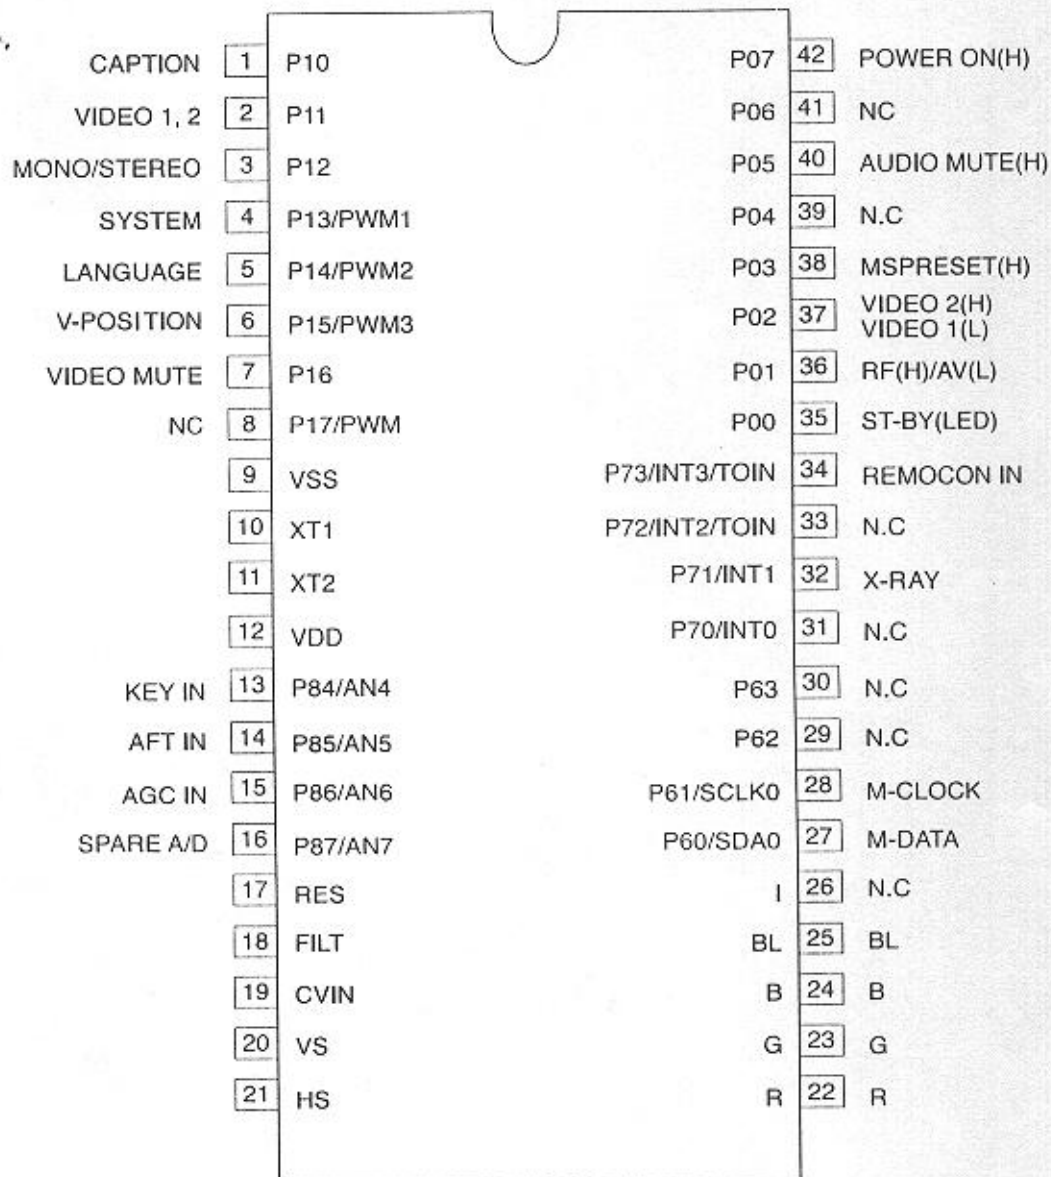 CAPTION 1 P10 P07 42 POWER ON(H)
VIDEO 1, 2 2 P11 P06 41 NC
MONO/STEREO 3 P12 P05 40 AUDIO MUTE(H)
SYSTEM 4 P13/PWM1 P04 39 N.C
LANGUAGE 5 P14/PWM2 P03 38 MSPRESET(H)
V-POSITION 6 P15/PWM3 P02 37 VIDEO 2(H)
VIDEO 1(L)
VIDEO MUTE 7 P16 P01 36 RF(H)/AV(L)
NC 8 P17/PWM P00 35 ST-BY(LED)
9 VSS P73/INT3/TOIN 34 REMOCON IN
10 XT1 P72/INT2/TOIN 33 N.C
11 XT2 P71/INT1 32 X-RAY
12 VDD P70/INT0 31 N.C
KEY IN 13 P84/AN4 P63 30 N.C
AFT IN 14 P85/AN5 P62 29 N.C
AGC IN 15 P86/AN6 P61/SCLK0 28 M-CLOCK
SPARE A/D 16 P87/AN7 P60/SDA0 27 M-DATA
17 RES I 26 N.C
18 FILT BL 25 BL
19 CVIN B 24 B
20 VS G 23 G
21 HS R 22 R